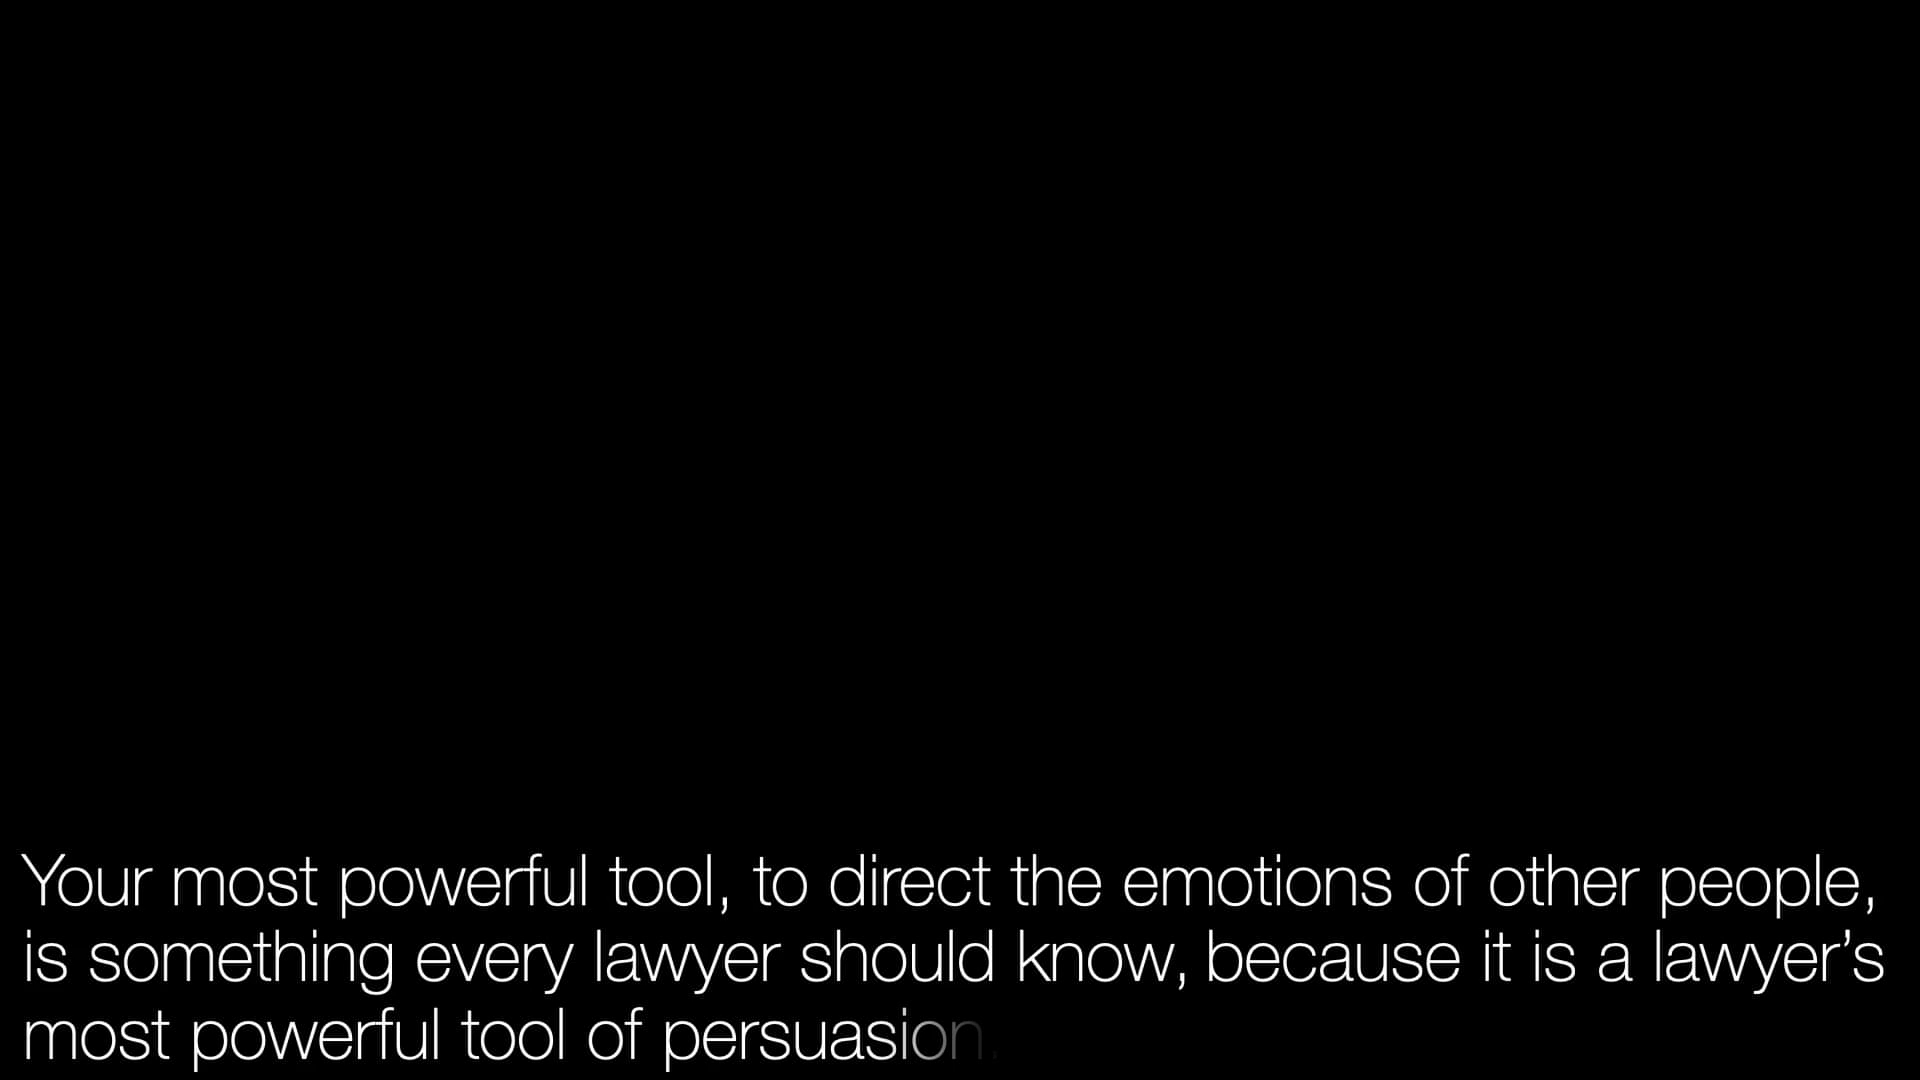 Your most powerful tool, to direct the emotions of other people,
is something every lawyer should know, because it is a lawyer’s
most powerful tool of persuasion.